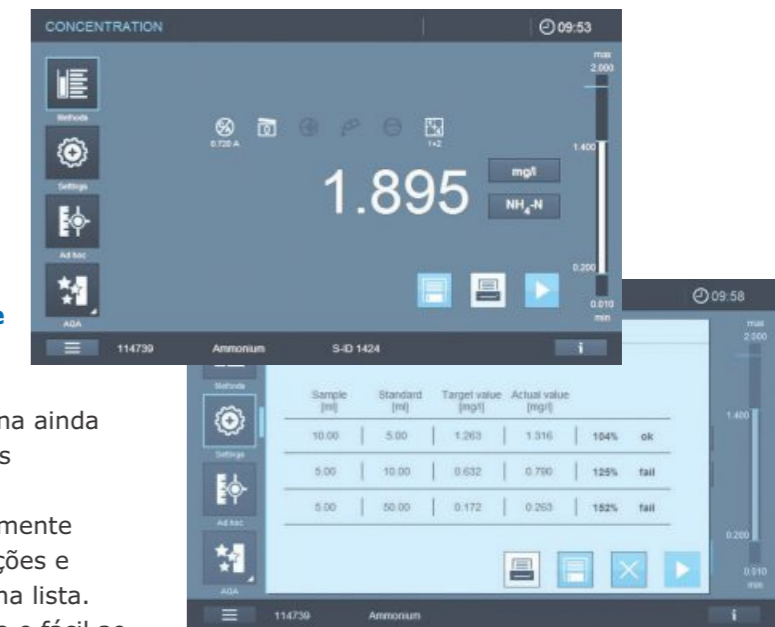 CONCENTRATION 09:53
max
2.000
Methods
0.720 A
1+2
1.400
Settings
1.895 mg/l
NH4-N
Ad hoc
0.200
AQA
0.010
min
114739 Ammonium S-ID 1424 i
09:58
max
2.000
Methods
Sample [ml] Standard [ml] Target value [mg/l] Actual value [mg/l]
10.00 5.00 1.263 1.316 104% ok
1.400
Settings
5.00 10.00 0.632 0.790 125% fail
5.00 50.00 0.172 0.263 152% fail
Ad hoc
0.200
AQA
0.010
min
114739 Ammonium i
e
na ainda
s
mente
ções e
na lista.